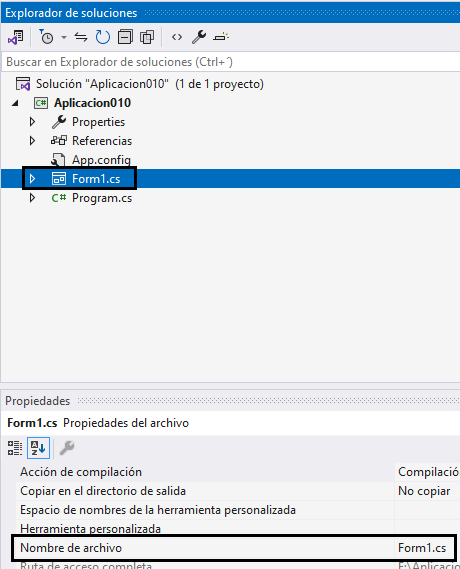 Explorador de soluciones
Buscar en Explorador de soluciones (Ctrl+´)
Solución "Aplicacion010" (1 de 1 proyecto)
C# Aplicacion010
Properties
Referencias
App.config
Form1.cs
C# Program.cs
Propiedades
Form1.cs Propiedades del archivo
Acción de compilación Compilació
Copiar en el directorio de salida No copiar
Espacio de nombres de la herramienta personalizada
Herramienta personalizada
Nombre de archivo Form1.cs
Ruta de acceso completa F:\Aplicacio